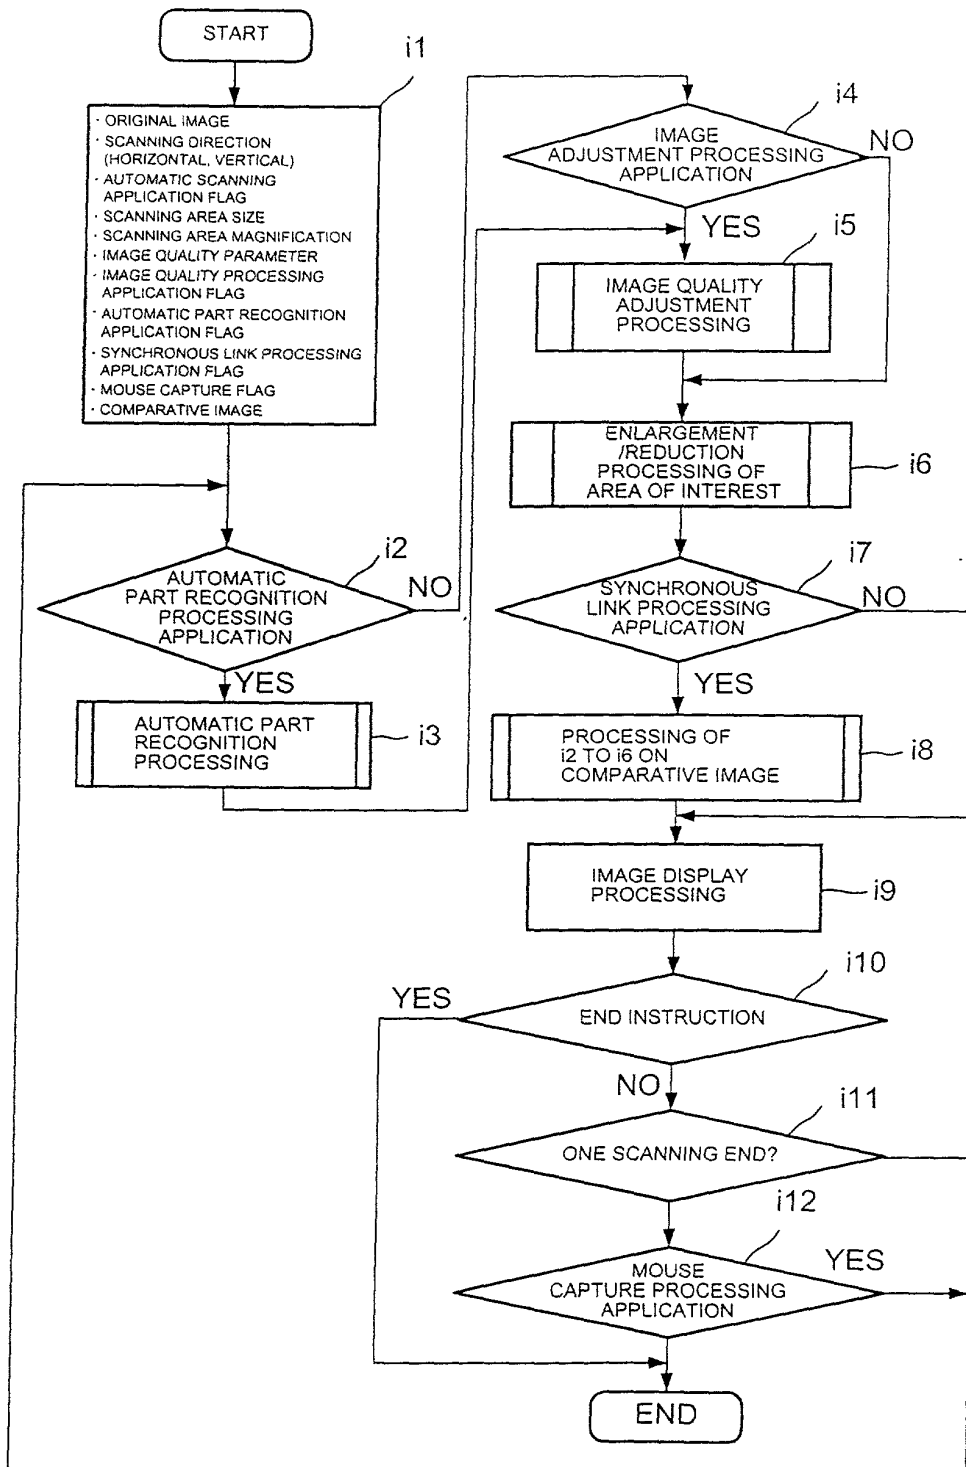 START
i1
· ORIGINAL IMAGE
· SCANNING DIRECTION
(HORIZONTAL, VERTICAL)
· AUTOMATIC SCANNING
APPLICATION FLAG
· SCANNING AREA SIZE
· SCANNING AREA MAGNIFICATION
· IMAGE QUALITY PARAMETER
· IMAGE QUALITY PROCESSING
APPLICATION FLAG
· AUTOMATIC PART RECOGNITION
APPLICATION FLAG
· SYNCHRONOUS LINK PROCESSING
APPLICATION FLAG
· MOUSE CAPTURE FLAG
· COMPARATIVE IMAGE
i2
AUTOMATIC
PART RECOGNITION
PROCESSING
APPLICATION
NO
YES
AUTOMATIC PART
RECOGNITION
PROCESSING
i3
i4
IMAGE
ADJUSTMENT PROCESSING
APPLICATION
NO
YES
i5
IMAGE QUALITY
ADJUSTMENT
PROCESSING
ENLARGEMENT
/REDUCTION
PROCESSING OF
AREA OF INTEREST
i6
i7
SYNCHRONOUS
LINK PROCESSING
APPLICATION
NO
YES
PROCESSING OF
i2 TO i6 ON
COMPARATIVE IMAGE
i8
IMAGE DISPLAY
PROCESSING
i9
i10
YES
END INSTRUCTION
NO
i11
ONE SCANNING END?
i12
MOUSE
CAPTURE PROCESSING
APPLICATION
YES
END